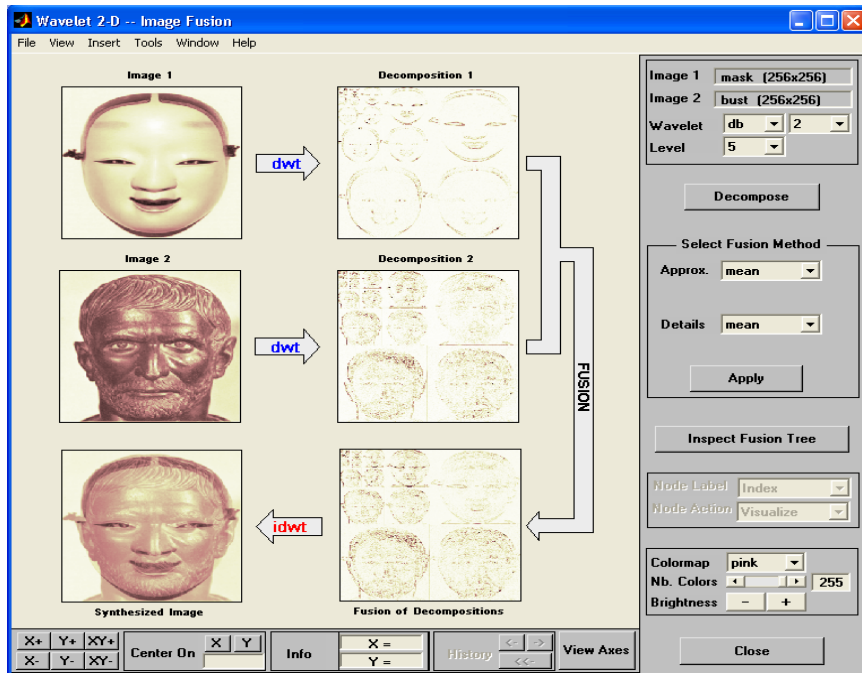 Wavelet 2-D -- Image Fusion
File View Insert Tools Window Help
Image 1
Decomposition 1
dwt
Image 2
Decomposition 2
dwt
FUSION
idwt
Synthesized Image
Fusion of Decompositions
Image 1 mask (256x256)
Image 2 bust (256x256)
Wavelet db 2
Level 5
Decompose
Select Fusion Method
Approx. mean
Details mean
Apply
Inspect Fusion Tree
Node Label Index
Node Action Visualize
Colormap pink
Nb. Colors 255
Brightness - +
Close
X+ Y+ XY+
X- Y- XY-
Center On X Y
Info X =
Y =
History <- ->
<<-
View Axes